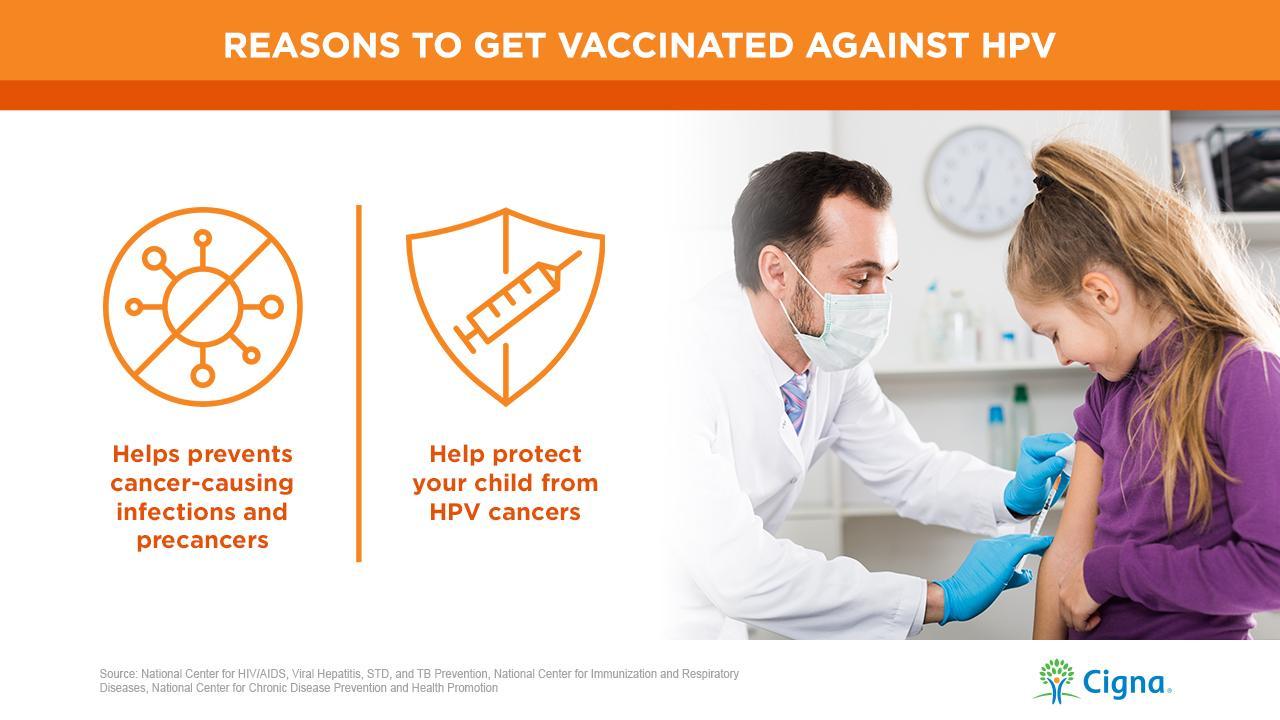 REASONS TO GET VACCINATED AGAINST HPV
Helps prevents
cancer-causing
infections and
precancers
Help protect
your child from
HPV cancers
Source: National Center for HIV/AIDS, Viral Hepatitis, STD, and TB Prevention, National Center for Immunization and Respiratory
Diseases, National Center for Chronic Disease Prevention and Health Promotion
Cigna®